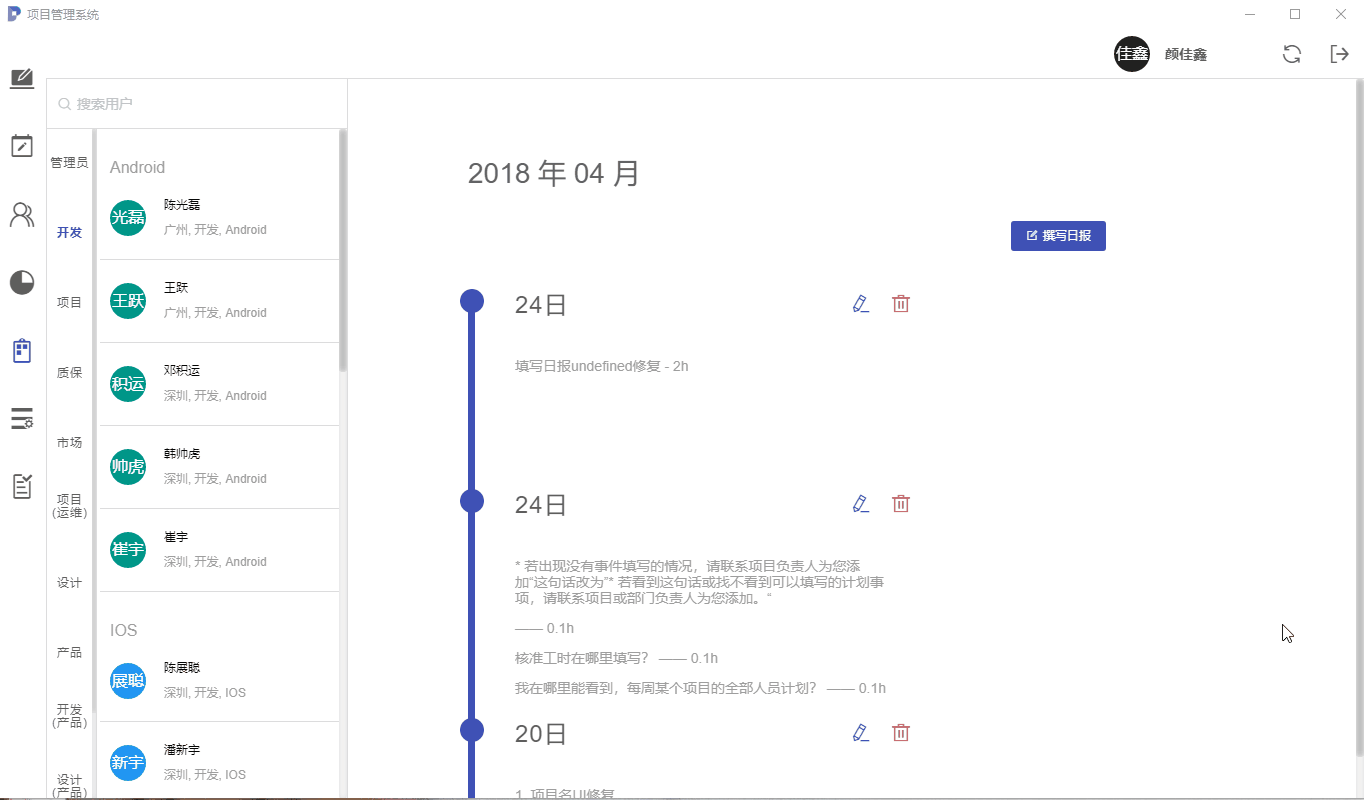 项目管理系统
佳鑫 颜佳鑫
搜索用户
管理员
开发
项目
质保
市场
项目
(运维)
设计
产品
开发
(产品)
设计
(产品)
Android
光磊
陈光磊
广州, 开发, Android
王跃
王跃
广州, 开发, Android
积运
邓积运
深圳, 开发, Android
帅虎
韩帅虎
深圳, 开发, Android
崔宇
崔宇
深圳, 开发, Android
IOS
展聪
陈展聪
深圳, 开发, IOS
新宇
潘新宇
深圳, 开发, IOS
2018 年 04 月
撰写日报
24日
填写日报undefined修复 - 2h
24日
* 若出现没有事件填写的情况，请联系项目负责人为您添
加“这句话改为”* 若看到这句话或找不看到可以填写的计划事
项，请联系项目或部门负责人为您添加。“
—— 0.1h
核准工时在哪里填写? —— 0.1h
我在哪里能看到，每周某个项目的全部人员计划? —— 0.1h
20日
1. 项目名UI修复